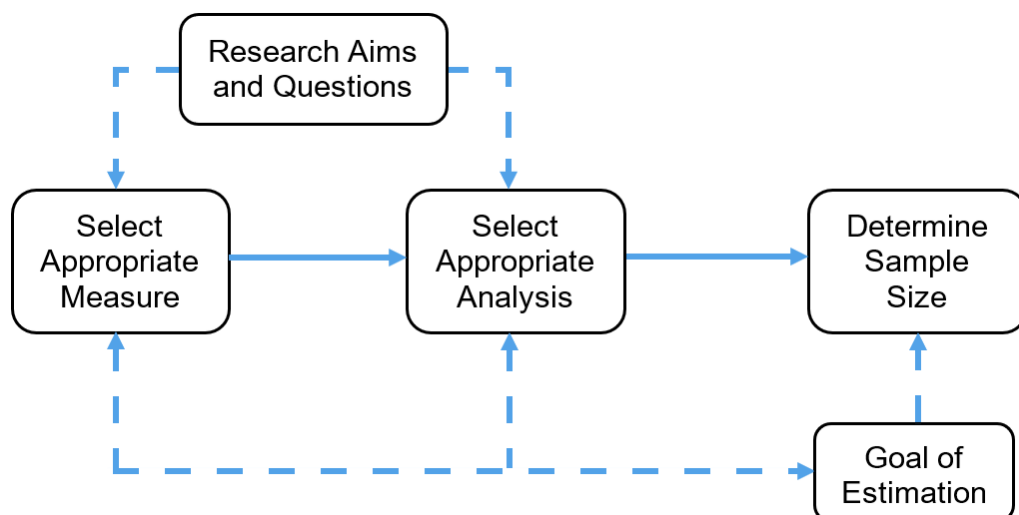 Research Aims
and Questions
Select
Appropriate
Measure
Select
Appropriate
Analysis
Determine
Sample
Size
Goal of
Estimation